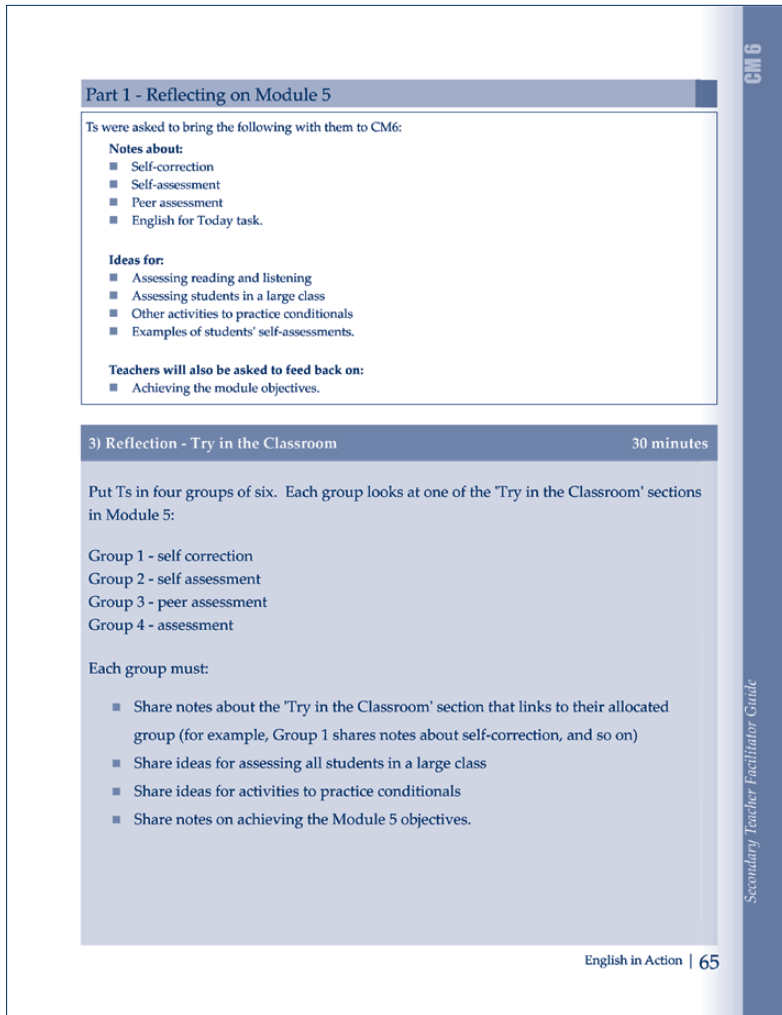 CM 6
Part 1 - Reflecting on Module 5
Ts were asked to bring the following with them to CM6:
Notes about:
■ Self-correction
■ Self-assessment
■ Peer assessment
■ English for Today task.
Ideas for:
■ Assessing reading and listening
■ Assessing students in a large class
■ Other activities to practice conditionals
■ Examples of students' self-assessments.
Teachers will also be asked to feed back on:
■ Achieving the module objectives.
3) Reflection - Try in the Classroom 30 minutes
Put Ts in four groups of six. Each group looks at one of the 'Try in the Classroom' sections
in Module 5:
Group 1 - self correction
Group 2 - self assessment
Group 3 - peer assessment
Group 4 - assessment
Each group must:
■ Share notes about the 'Try in the Classroom' section that links to their allocated
group (for example, Group 1 shares notes about self-correction, and so on)
■ Share ideas for assessing all students in a large class
■ Share ideas for activities to practice conditionals
■ Share notes on achieving the Module 5 objectives.
Secondary Teacher Facilitator Guide
English in Action | 65